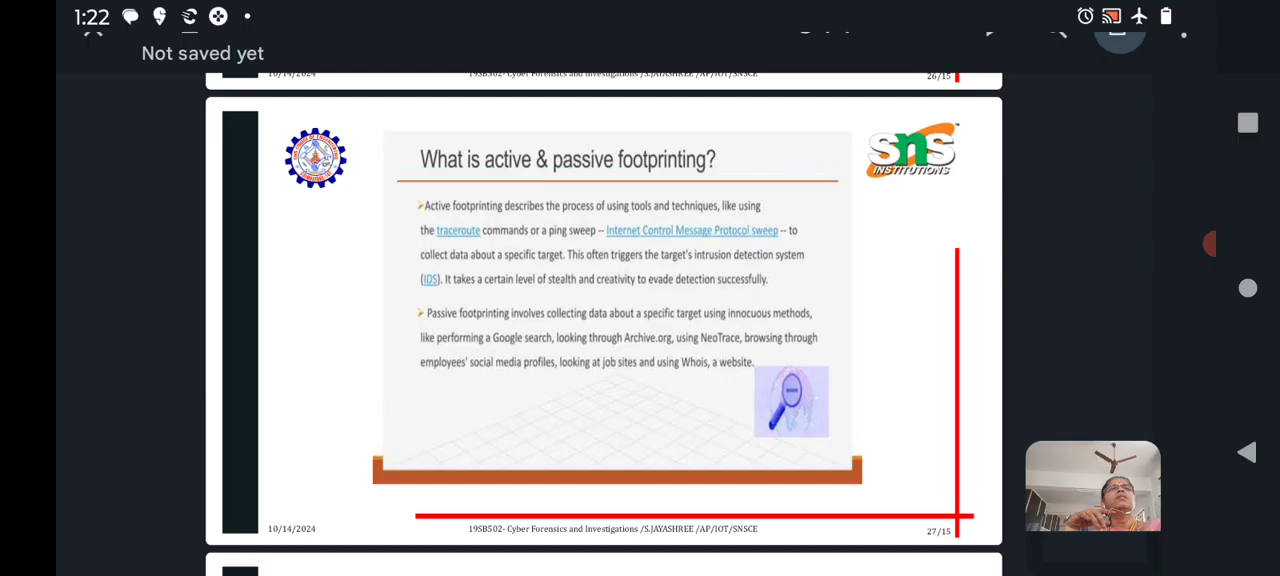 1:22
Not saved yet
10/14/2024 19SB502- Cyber Forensics and Investigations /S.JAYASHREE /AP/IOT/SNSCE 26/15
What is active & passive footprinting?
SNS
INSTITUTIONS
Active footprinting describes the process of using tools and techniques, like using
the traceroute commands or a ping sweep -- Internet Control Message Protocol sweep -- to
collect data about a specific target. This often triggers the target's intrusion detection system
(IDS). It takes a certain level of stealth and creativity to evade detection successfully.
Passive footprinting involves collecting data about a specific target using innocuous methods,
like performing a Google search, looking through Archive.org, using NeoTrace, browsing through
employees' social media profiles, looking at job sites and using Whois, a website.
10/14/2024 19SB502- Cyber Forensics and Investigations /S.JAYASHREE /AP/IOT/SNSCE 27/15